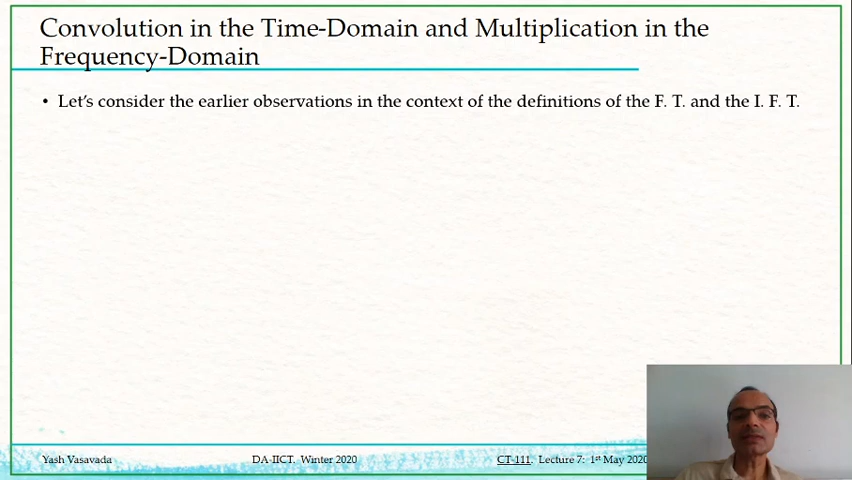 Convolution in the Time-Domain and Multiplication in the
Frequency-Domain
• Let's consider the earlier observations in the context of the definitions of the F. T. and the I. F. T.
Yash Vasavada
DA-IICT. Winter 2020
CT-111. Lecture 7: 1st May 2020